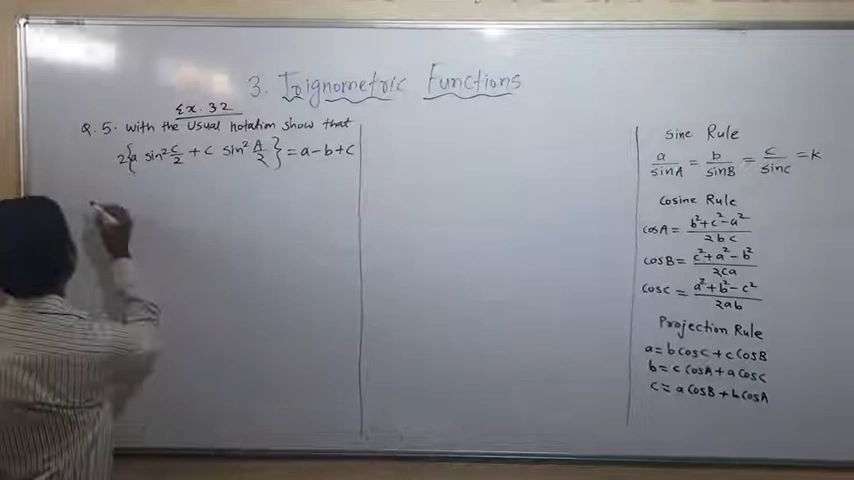 3. Trignometric Functions
Ex. 32
Q. 5. with the usual notation show that
2{a sin² C/2 + c sin² A/2} = a - b + c
Sine Rule
a/sinA = b/sinB = c/sinc = k
Cosine Rule
cosA = b²+c²-a² / 2bc
cosB = c²+a²-b² / 2ca
cosc = a²+b²-c² / 2ab
Projection Rule
a = b cosc + c cosB
b = c cosA + a cosc
c = a cosB + b cosA